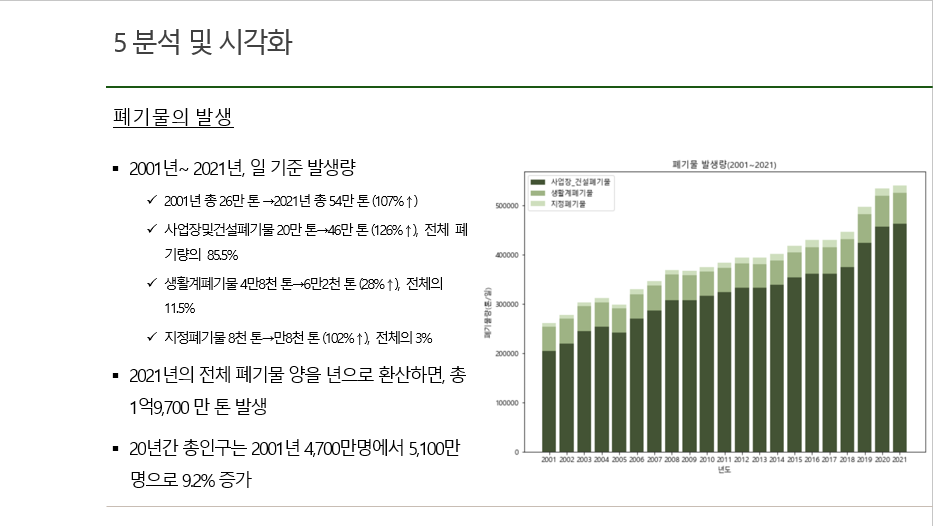 5 분석 및 시각화
폐기물의 발생
▪ 2001년~ 2021년, 일 기준 발생량
✓ 2001년 총 26만 톤 →2021년 총 54만 톤 (107%↑)
✓ 사업장및건설폐기물 20만 톤→46만 톤 (126%↑), 전체 폐
기량의 85.5%
✓ 생활계폐기물 4만8천 톤→6만2천 톤 (28%↑), 전체의
11.5%
✓ 지정폐기물 8천 톤→만8천 톤 (102%↑), 전체의 3%
▪ 2021년의 전체 폐기물 양을 년으로 환산하면, 총
1억9,700 만 톤 발생
▪ 20년간 총인구는 2001년 4,700만명에서 5,100만
명으로 9.2% 증가
폐기물 발생량(2001~2021)
사업장_건설폐기물
생활계폐기물
지정폐기물
폐기물량(톤/일)
500000
400000
300000
200000
100000
0
2001 2002 2003 2004 2005 2006 2007 2008 2009 2010 2011 2012 2013 2014 2015 2016 2017 2018 2019 2020 2021
년도